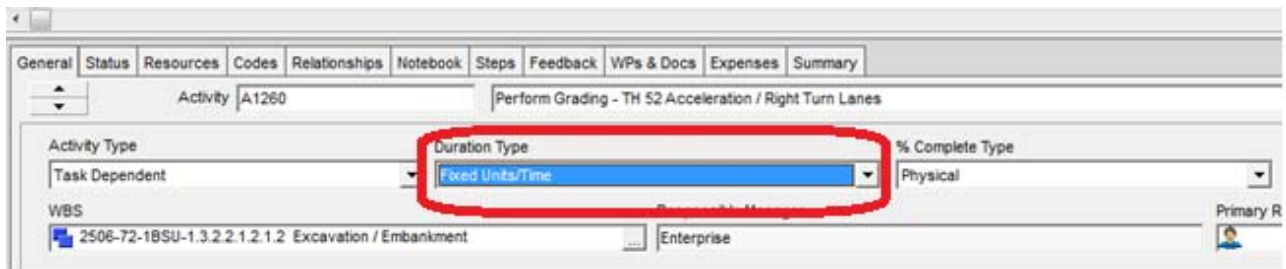 General Status Resources Codes Relationships Notebook Steps Feedback WPs & Docs Expenses Summary
Activity A1260 Perform Grading - TH 52 Acceleration / Right Turn Lanes
Activity Type Duration Type % Complete Type
Task Dependent Fixed Units/Time Physical
WBS Primary R
2506-72-1BSU-1.3.2.2.1.2.1.2 Excavation / Embankment ... Enterprise